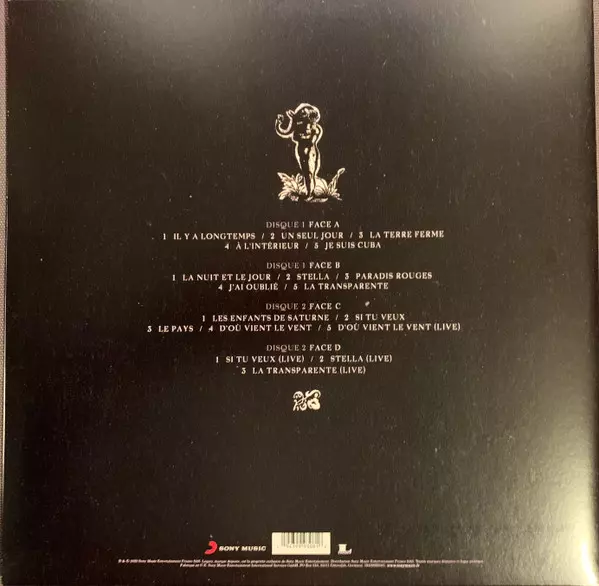 DISQUE 1 FACE A
1 IL Y A LONGTEMPS / 2 UN SEUL JOUR / 3 LA TERRE FERME
4 À L'INTÉRIEUR / 5 JE SUIS CUBA
DISQUE 1 FACE B
1 LA NUIT ET LE JOUR / 2 STELLA / 3 PARADIS ROUGES
4 J'AI OUBLIÉ / 5 LA TRANSPARENTE
DISQUE 2 FACE C
1 LES ENFANTS DE SATURNE / 2 SI TU VEUX
3 LE PAYS / 4 D'OÙ VIENT LE VENT / 5 D'OÙ VIENT LE VENT (LIVE)
DISQUE 2 FACE D
1 SI TU VEUX (LIVE) / 2 STELLA (LIVE)
3 LA TRANSPARENTE (LIVE)
SONY MUSIC
L